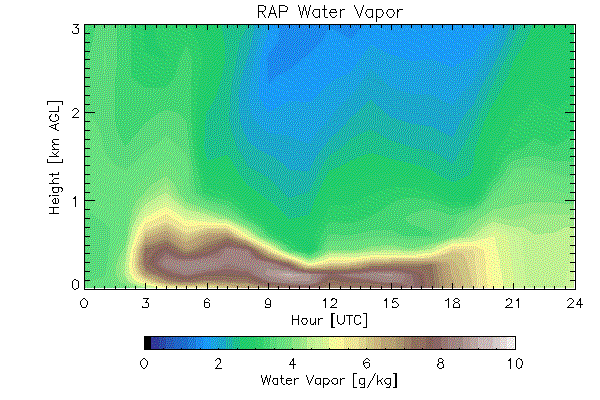 RAP Water Vapor
3
2
1
0
Height [km AGL]
0 3 6 9 12 15 18 21 24
Hour [UTC]
0 2 4 6 8 10
Water Vapor [g/kg]